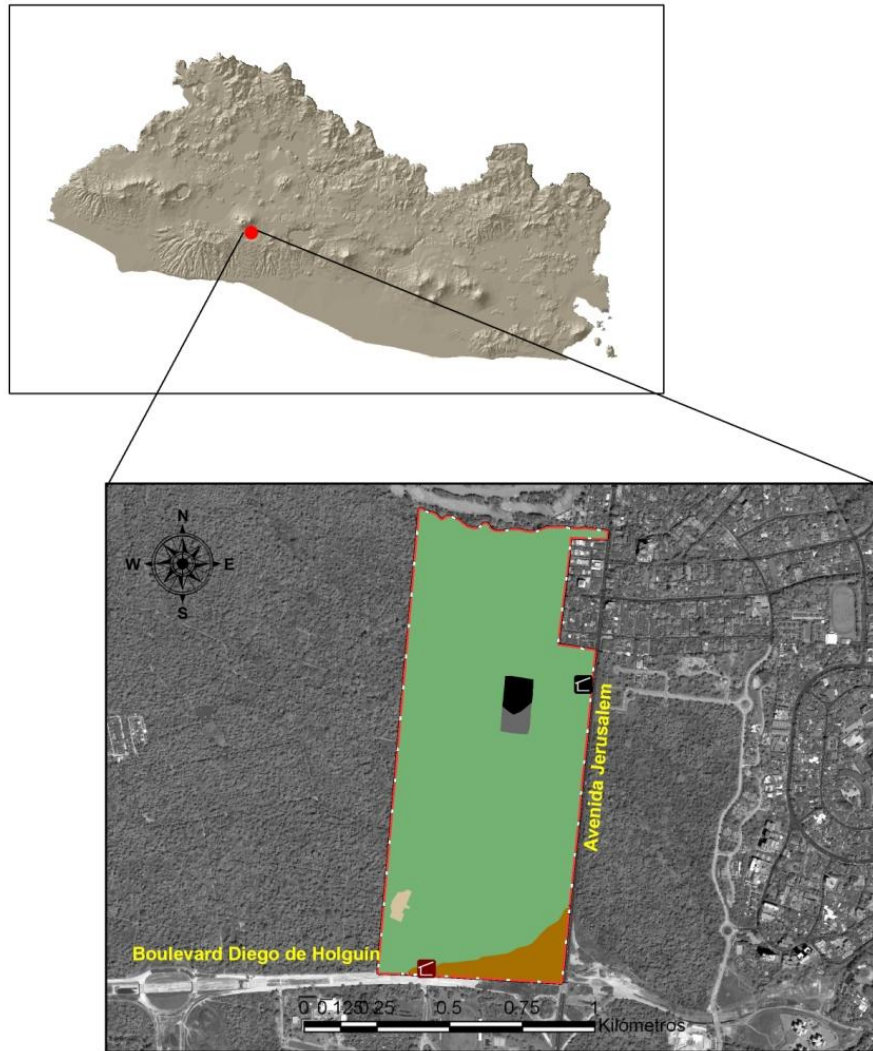 N
W E
S
Avenida Jerusalem
Boulevard Diego de Holguín
0 0.125 0.25 0.5 0.75 1
Kilómetros